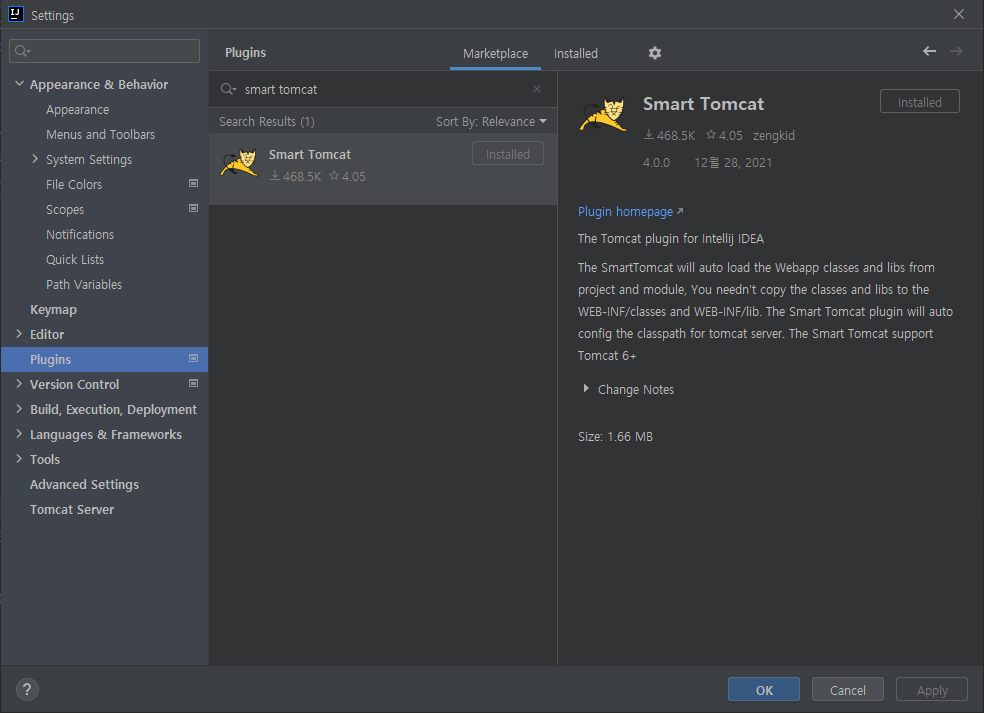 Settings
Plugins
Marketplace
Installed
Appearance & Behavior
Appearance
Menus and Toolbars
System Settings
File Colors
Scopes
Notifications
Quick Lists
Path Variables
Keymap
Editor
Plugins
Version Control
Build, Execution, Deployment
Languages & Frameworks
Tools
Advanced Settings
Tomcat Server
smart tomcat
Search Results (1)
Sort By: Relevance
Smart Tomcat
Installed
468.5K 4.05
Smart Tomcat
Installed
468.5K 4.05 zengkid
4.0.0 12월 28, 2021
Plugin homepage
The Tomcat plugin for Intellij IDEA
The SmartTomcat will auto load the Webapp classes and libs from
project and module, You needn't copy the classes and libs to the
WEB-INF/classes and WEB-INF/lib. The Smart Tomcat plugin will auto
config the classpath for tomcat server. The Smart Tomcat support
Tomcat 6+
Change Notes
Size: 1.66 MB
?
OK
Cancel
Apply